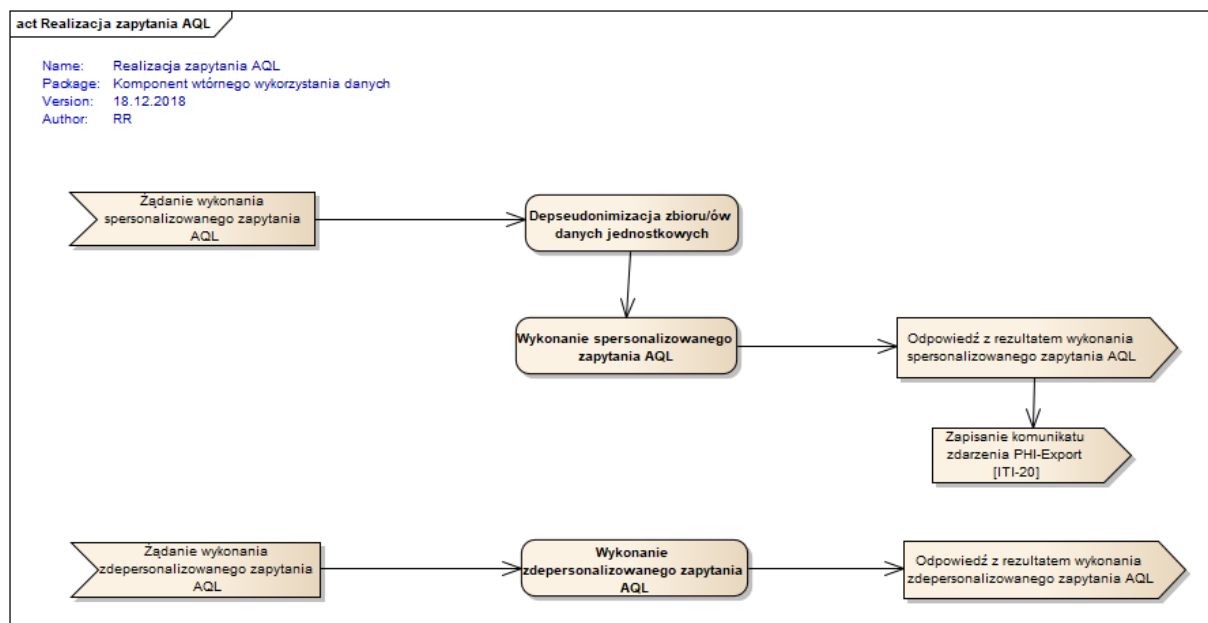 act Realizacja zapytania AQL
Name: Realizacja zapytania AQL
Package: Komponent wtórnego wykorzystania danych
Version: 18.12.2018
Author: RR
Żądanie wykonania
spersonalizowanego zapytania
AQL
Depseudonimizacja zbioru/ów
danych jednostkowych
Wykonanie spersonalizowanego
zapytania AQL
Odpowiedź z rezultatem wykonania
spersonalizowanego zapytania AQL
Zapisanie komunikatu
zdarzenia PHI-Export
[ITI-20]
Żądanie wykonania
zdepersonalizowanego zapytania
AQL
Wykonanie
zdepersonalizowanego zapytania
AQL
Odpowiedź z rezultatem wykonania
zdepersonalizowanego zapytania AQL